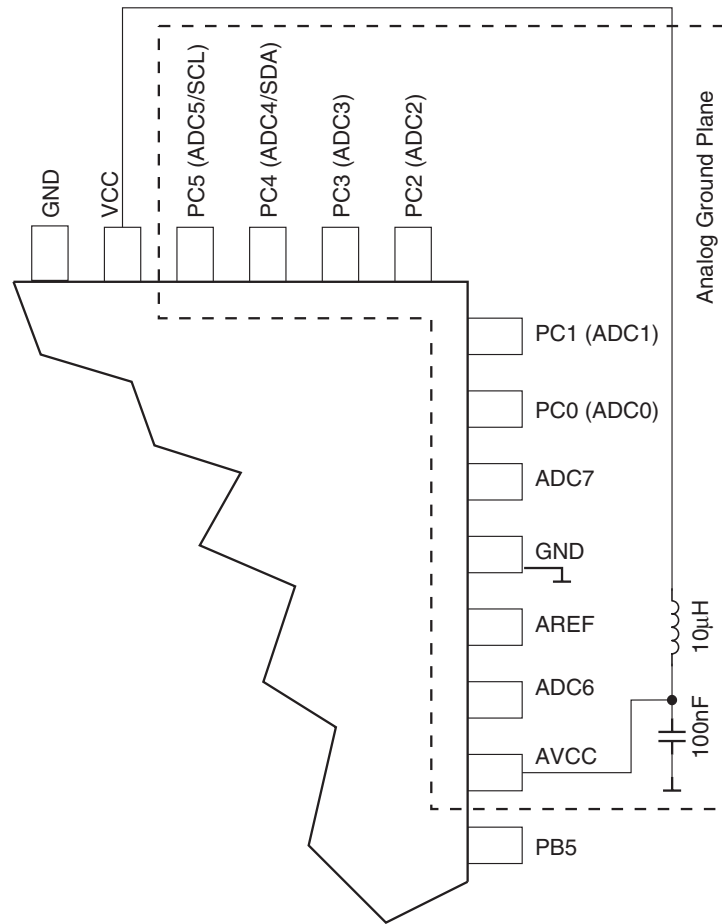 GND
VCC
PC5 (ADC5/SCL)
PC4 (ADC4/SDA)
PC3 (ADC3)
PC2 (ADC2)
Analog Ground Plane
PC1 (ADC1)
PC0 (ADC0)
ADC7
GND
AREF
ADC6
AVCC
PB5
10μH
100nF